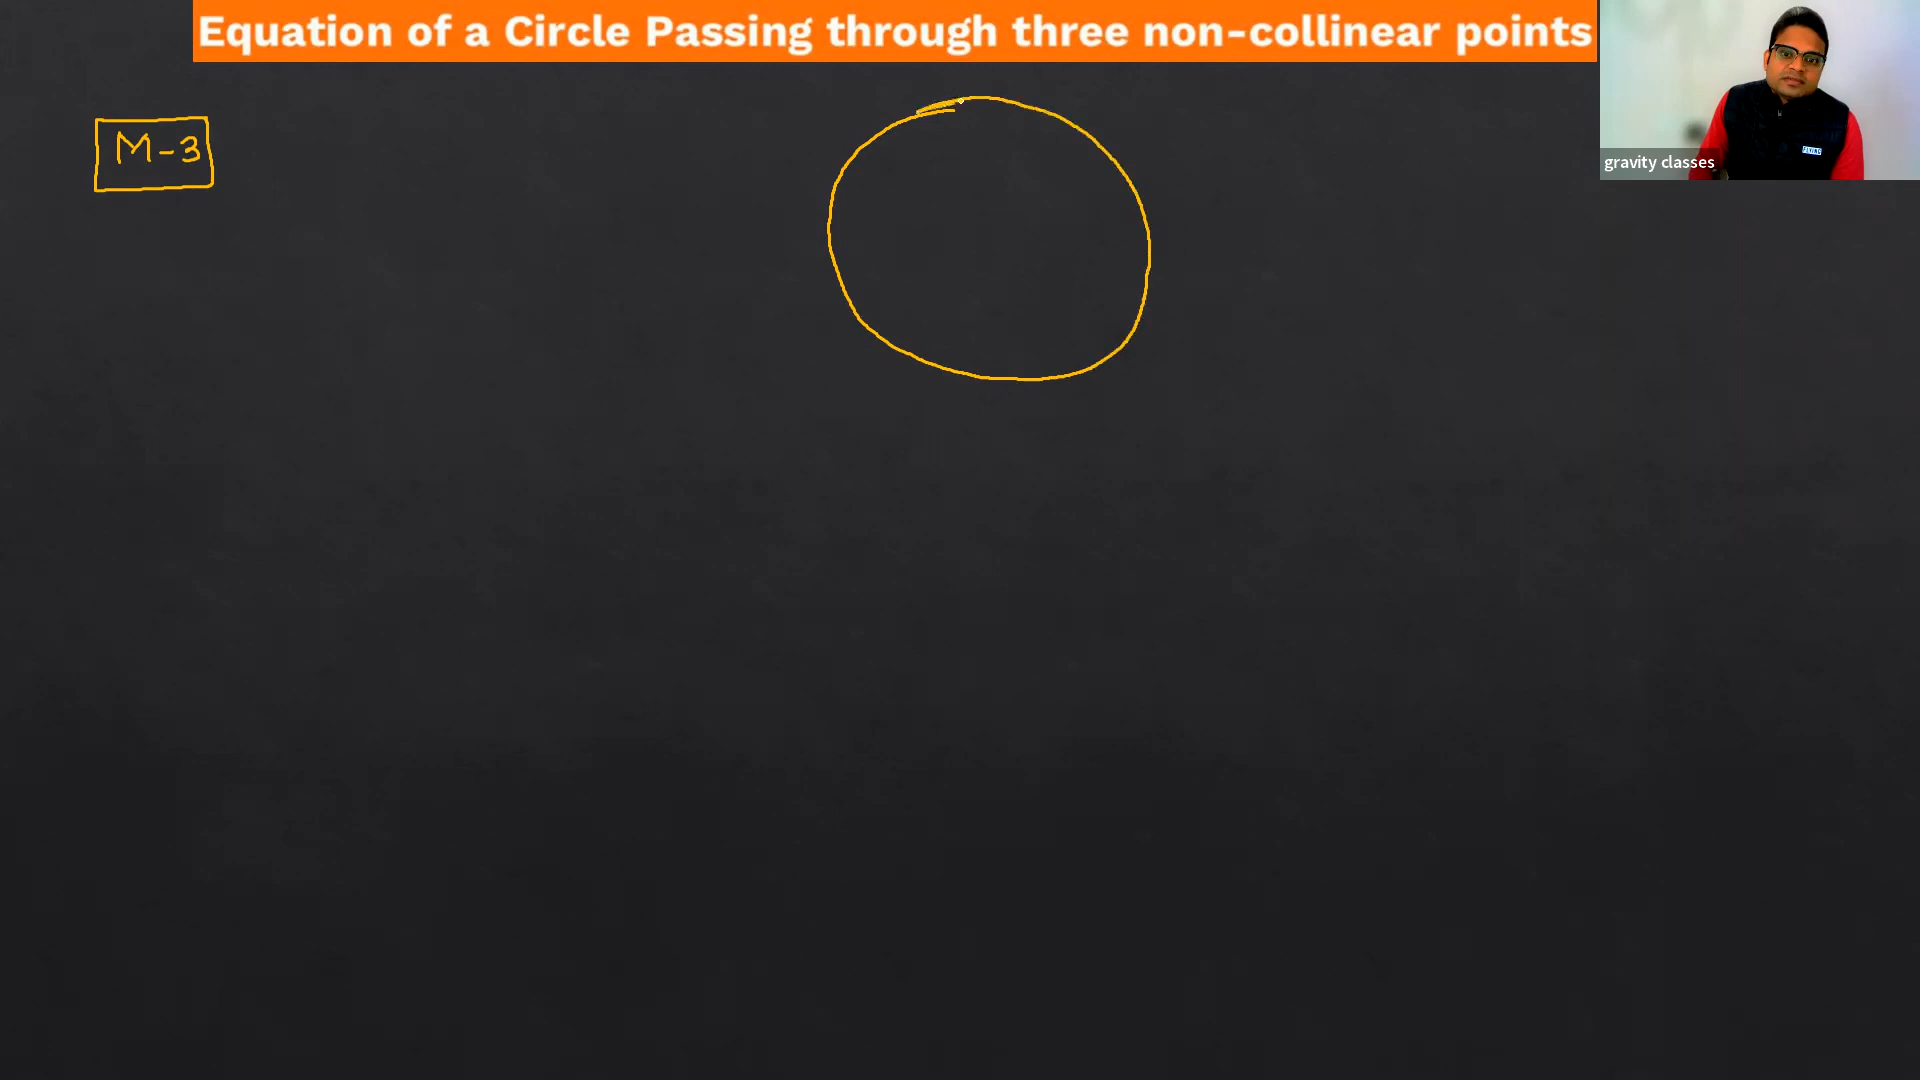 Equation of a Circle Passing through three non-collinear points
M-3
gravity classes